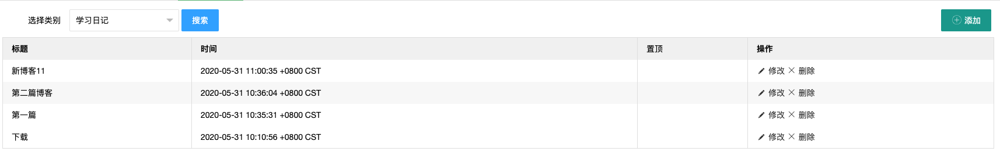 选择类别 学习日记 搜索 添加
标题 时间 置顶 操作
新博客11 2020-05-31 11:00:35 +0800 CST 修改 删除
第二篇博客 2020-05-31 10:36:04 +0800 CST 修改 删除
第一篇 2020-05-31 10:35:31 +0800 CST 修改 删除
下载 2020-05-31 10:10:56 +0800 CST 修改 删除